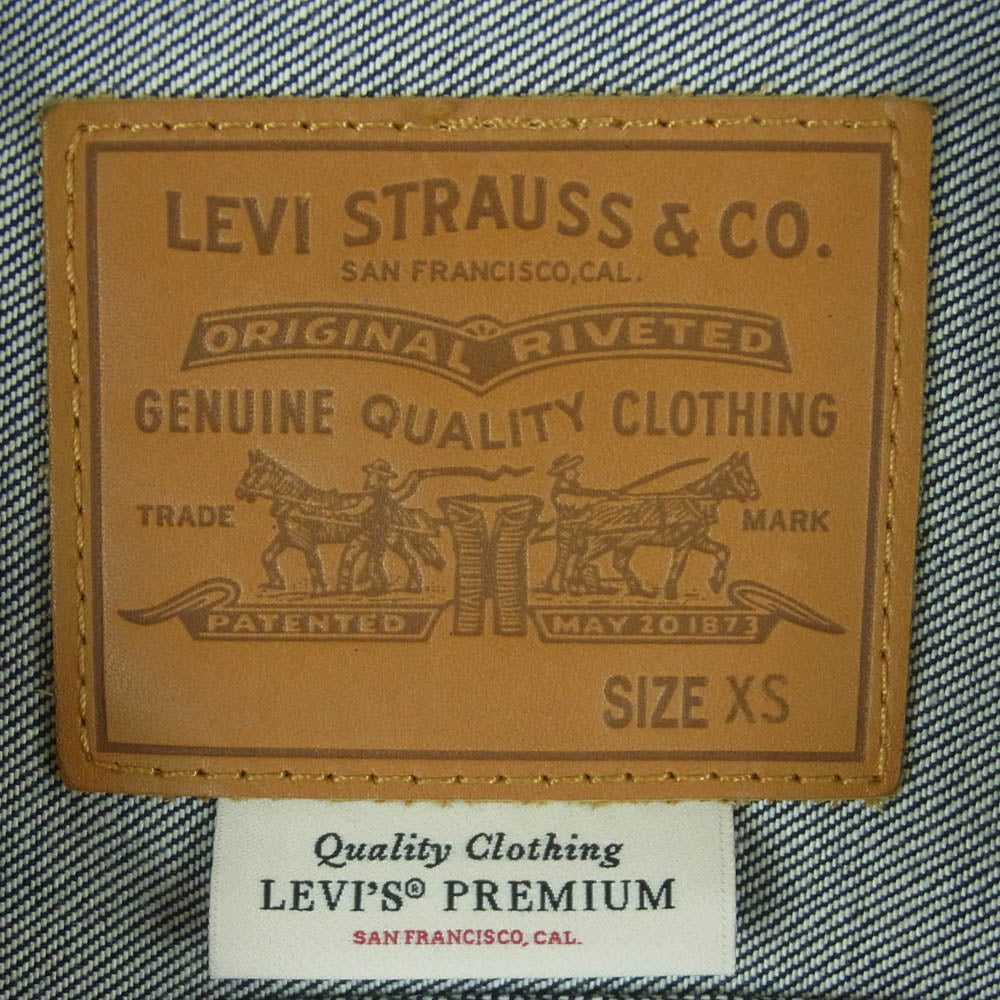 LEVI STRAUSS & CO.
SAN FRANCISCO, CAL.
ORIGINAL RIVETED
GENUINE QUALITY CLOTHING
TRADE MARK
PATENTED MAY 20 1873
SIZE XS
Quality Clothing
LEVI'S® PREMIUM
SAN FRANCISCO, CAL.